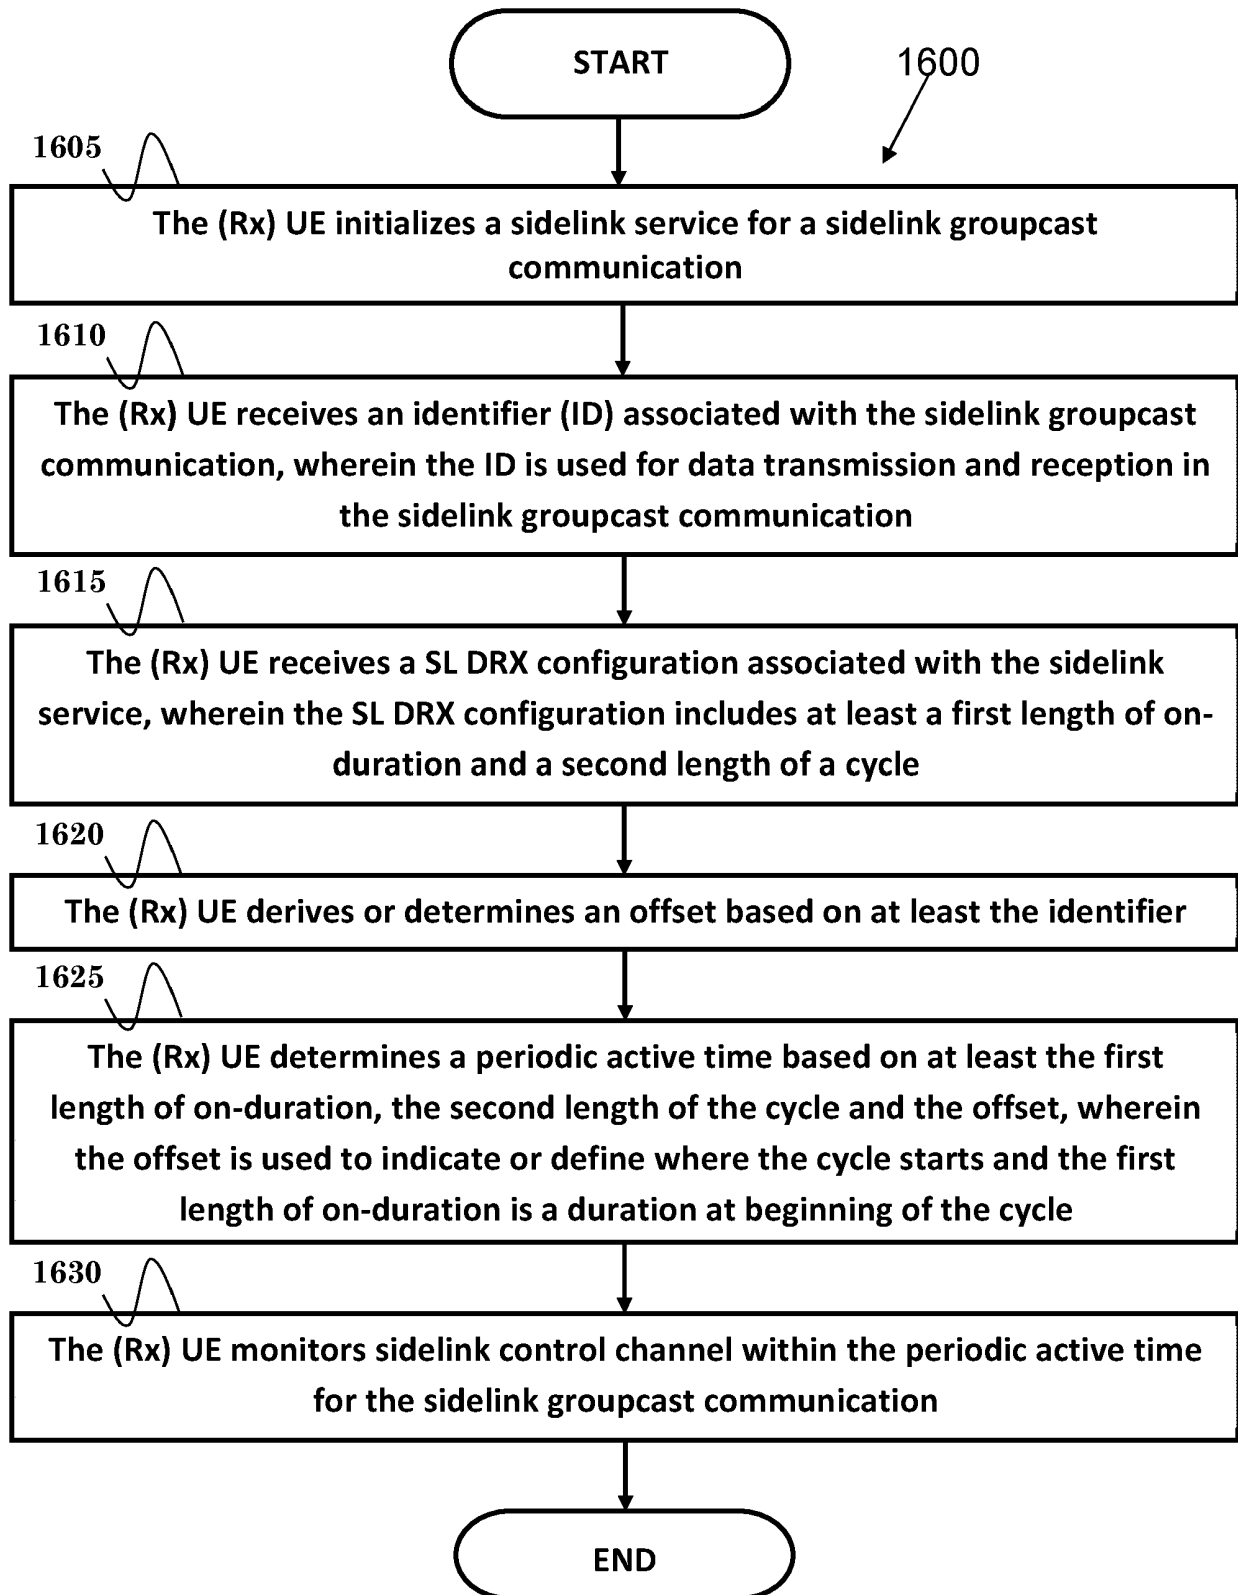 START
1600
1605
The (Rx) UE initializes a sidelink service for a sidelink groupcast
communication
1610
The (Rx) UE receives an identifier (ID) associated with the sidelink groupcast
communication, wherein the ID is used for data transmission and reception in
the sidelink groupcast communication
1615
The (Rx) UE receives a SL DRX configuration associated with the sidelink
service, wherein the SL DRX configuration includes at least a first length of on-
duration and a second length of a cycle
1620
The (Rx) UE derives or determines an offset based on at least the identifier
1625
The (Rx) UE determines a periodic active time based on at least the first
length of on-duration, the second length of the cycle and the offset, wherein
the offset is used to indicate or define where the cycle starts and the first
length of on-duration is a duration at beginning of the cycle
1630
The (Rx) UE monitors sidelink control channel within the periodic active time
for the sidelink groupcast communication
END